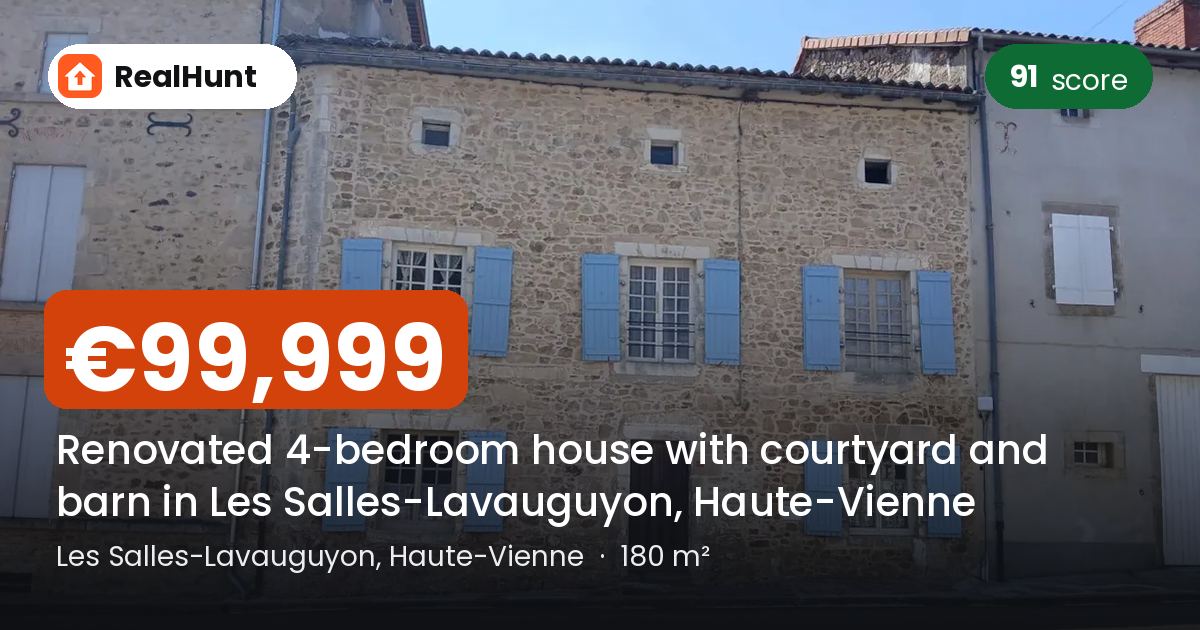 RealHunt
91 score
€99,999
Renovated 4-bedroom house with courtyard and
barn in Les Salles-Lavauguyon, Haute-Vienne
Les Salles-Lavauguyon, Haute-Vienne · 180 m²